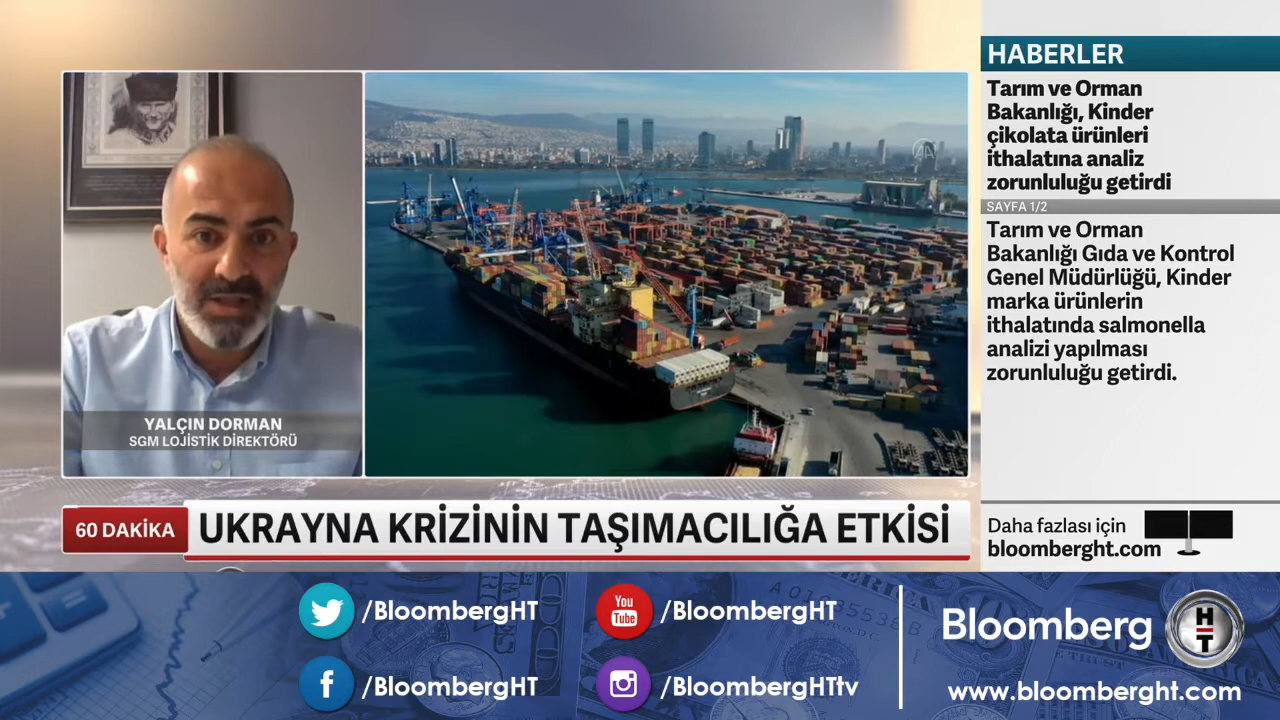 HABERLER
Tarım ve Orman
Bakanlığı, Kinder
çikolata ürünleri
ithalatına analiz
zorunluluğu getirdi
SAYFA 1/2
Tarım ve Orman
Bakanlığı Gıda ve Kontrol
Genel Müdürlüğü, Kinder
marka ürünlerin
ithalatında salmonella
analizi yapılması
zorunluluğu getirdi.
Daha fazlası için
bloomberght.com
AA
YALÇIN DORMAN
SGM LOJİSTİK DİREKTÖRÜ
60 DAKİKA
UKRAYNA KRİZİNİN TAŞIMACILIĞA ETKİSİ
/BloombergHT
You Tube /BloombergHT
f /BloombergHT
/BloombergHTtv
Bloomberg HT
www.bloomberght.com